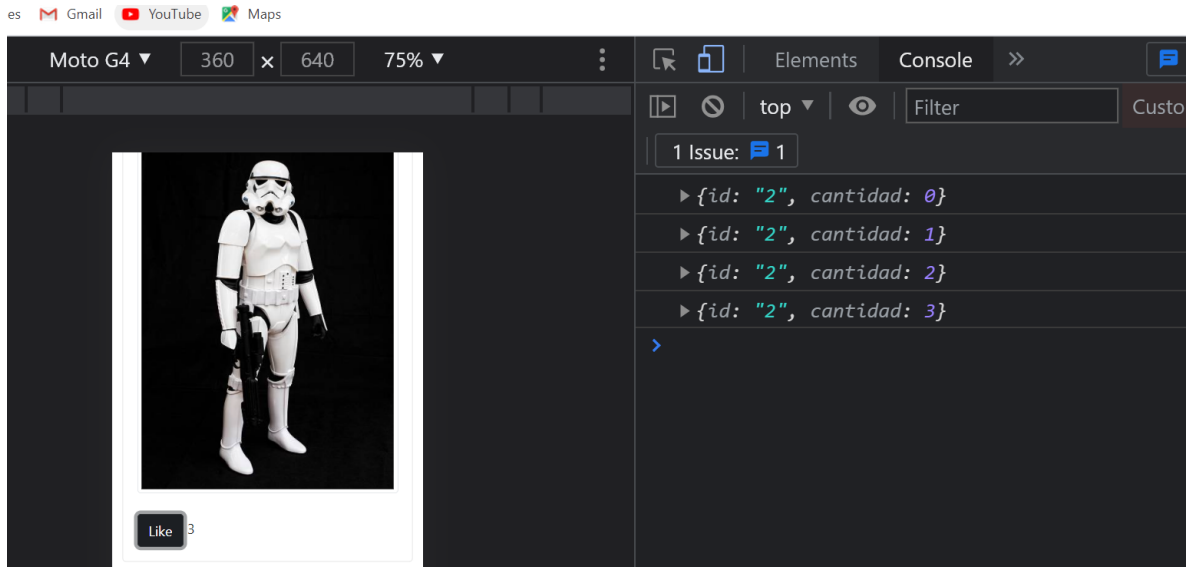 es Gmail YouTube Maps
Moto G4 ▼ 360 × 640 75% ▼
Elements Console »
top ▼ Filter Custo
1 Issue: 1
▶ {id: "2", cantidad: 0}
▶ {id: "2", cantidad: 1}
▶ {id: "2", cantidad: 2}
▶ {id: "2", cantidad: 3}
Like 3